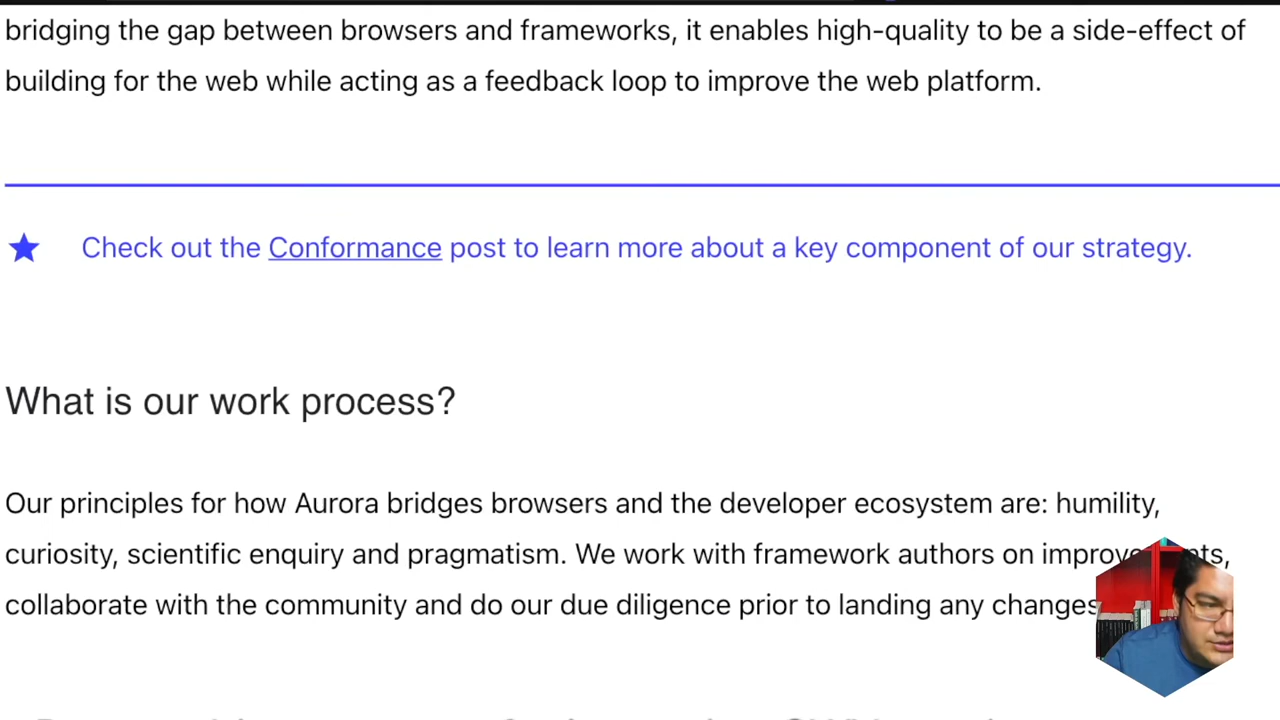 bridging the gap between browsers and frameworks, it enables high-quality to be a side-effect of
building for the web while acting as a feedback loop to improve the web platform.
Check out the Conformance post to learn more about a key component of our strategy.
What is our work process?
Our principles for how Aurora bridges browsers and the developer ecosystem are: humility,
curiosity, scientific enquiry and pragmatism. We work with framework authors on improvements,
collaborate with the community and do our due diligence prior to landing any changes